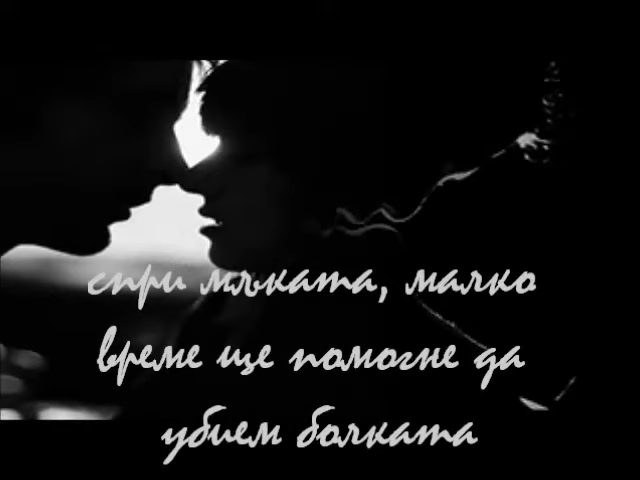 спри мъката, малко
време ще помогне да
убием болката